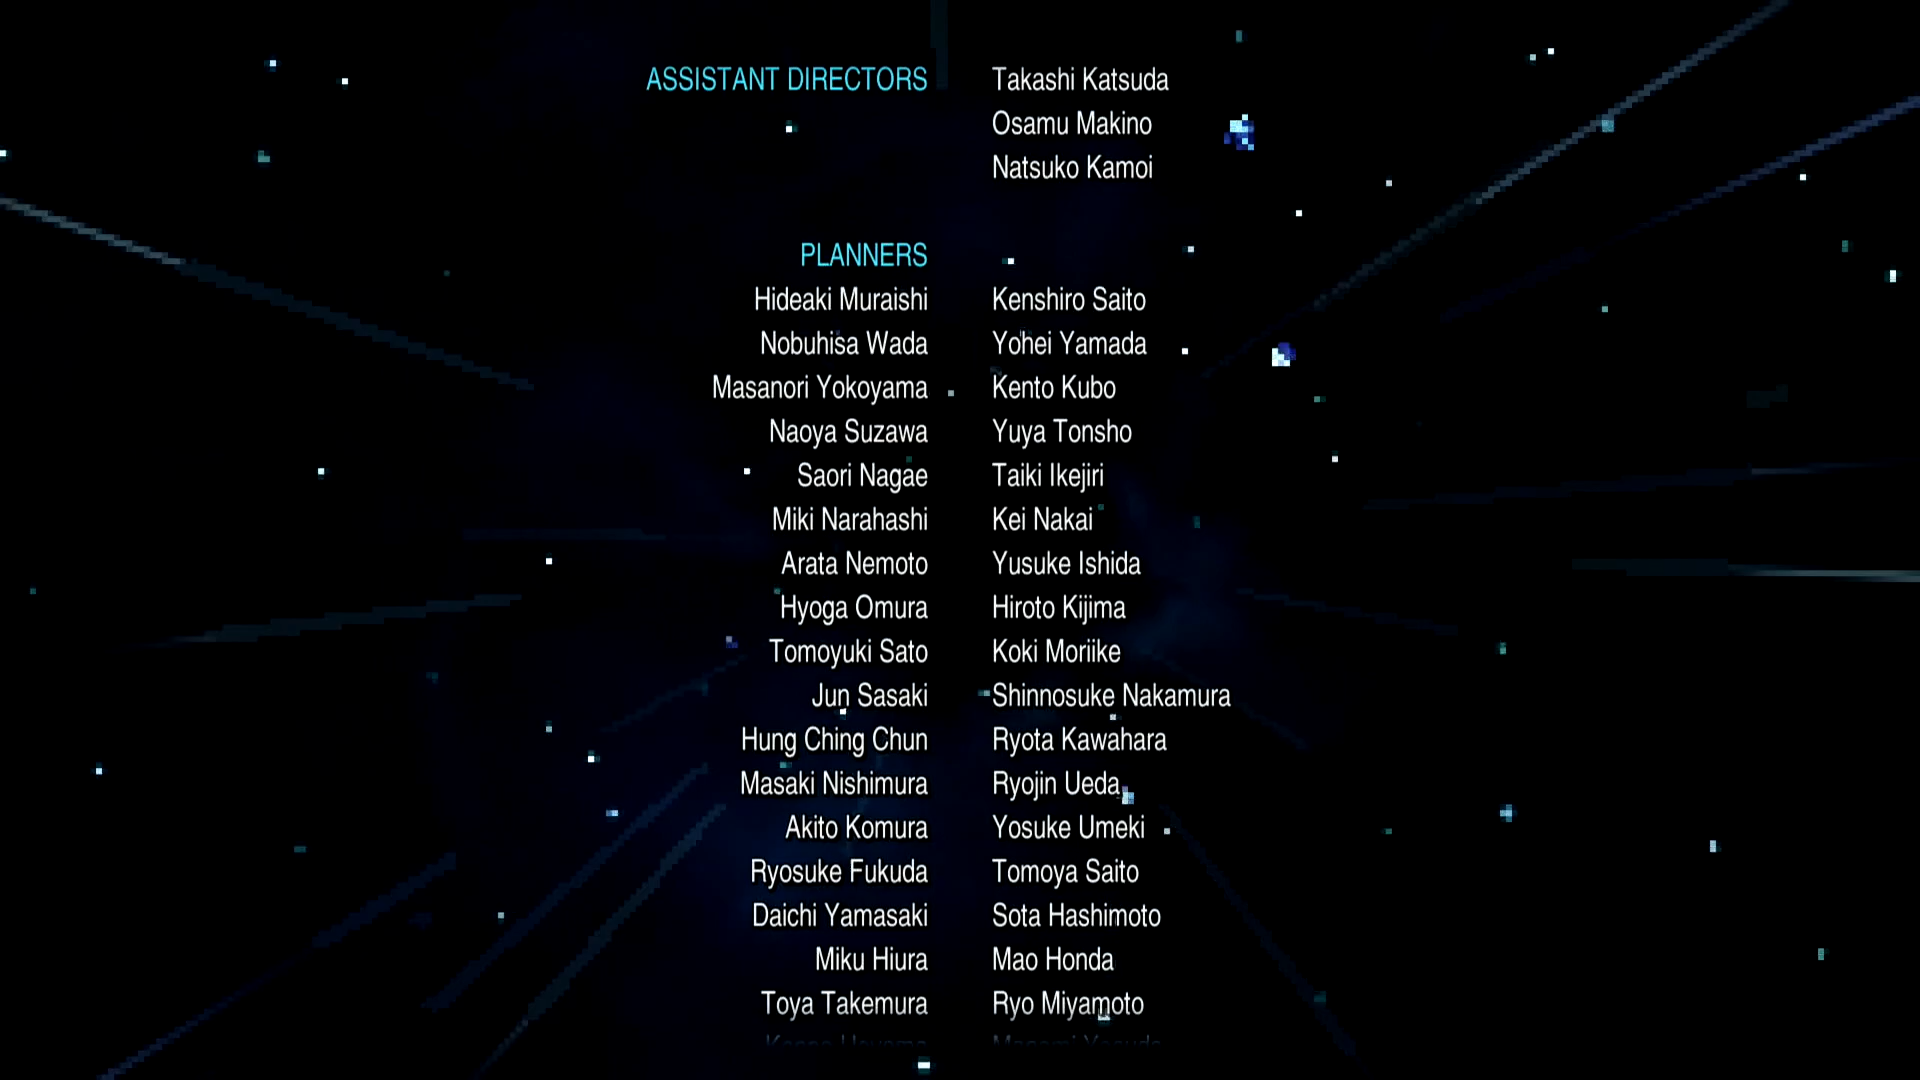 ASSISTANT DIRECTORS Takashi Katsuda
Osamu Makino
Natsuko Kamoi
PLANNERS
Hideaki Muraishi Kenshiro Saito
Nobuhisa Wada Yohei Yamada
Masanori Yokoyama Kento Kubo
Naoya Suzawa Yuya Tonsho
Saori Nagae Taiki Ikejiri
Miki Narahashi Kei Nakai
Arata Nemoto Yusuke Ishida
Hyoga Omura Hiroto Kijima
Tomoyuki Sato Koki Moriike
Jun Sasaki Shinnosuke Nakamura
Hung Ching Chun Ryota Kawahara
Masaki Nishimura Ryojin Ueda
Akito Komura Yosuke Umeki
Ryosuke Fukuda Tomoya Saito
Daichi Yamasaki Sota Hashimoto
Miku Hiura Mao Honda
Toya Takemura Ryo Miyamoto